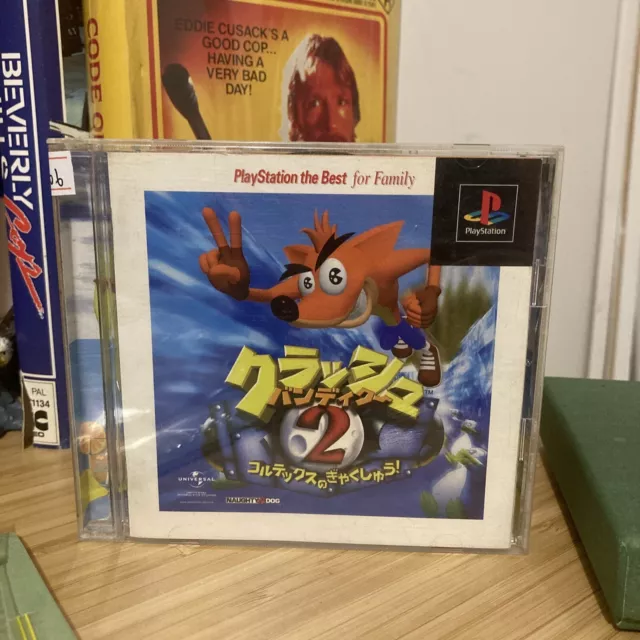 EDDIE CUSACK'S A
GOOD COP...
HAVING A
VERY BAD
DAY!
CODE
BEVERLY
PAL
1134
PlayStation the Best for Family
PlayStation
クラッシュ
バンディクー
2
コルテックスのぎゃくしゅう!
UNIVERSAL
NAUGHTY DOG